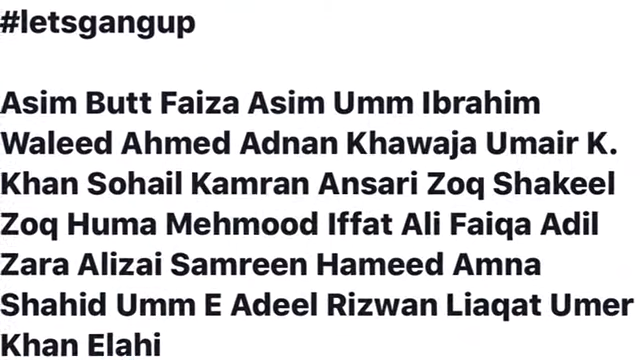 #letsgangup
Asim Butt Faiza Asim Umm Ibrahim
Waleed Ahmed Adnan Khawaja Umair K.
Khan Sohail Kamran Ansari Zoq Shakeel
Zoq Huma Mehmood Iffat Ali Faiqa Adil
Zara Alizai Samreen Hameed Amna
Shahid Umm E Adeel Rizwan Liaqat Umer
Khan Elahi